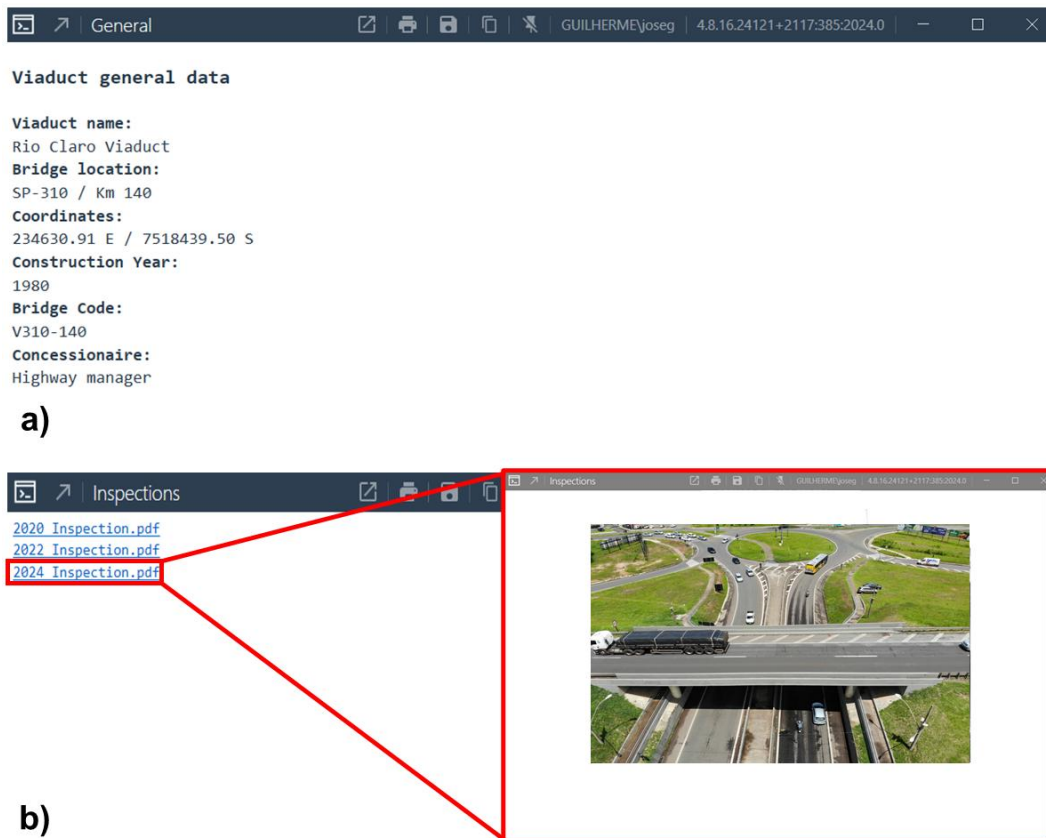 General
GUILHERME\joseg
4.8.16.24121+2117:385:2024.0
Viaduct general data
Viaduct name:
Rio Claro Viaduct
Bridge location:
SP-310 / Km 140
Coordinates:
234630.91 E / 7518439.50 S
Construction Year:
1980
Bridge Code:
V310-140
Concessionaire:
Highway manager
a)
Inspections
2020 Inspection.pdf
2022 Inspection.pdf
2024 Inspection.pdf
Inspections
GUILHERME\joseg
4.8.16.24121+2117:385:2024.0
b)